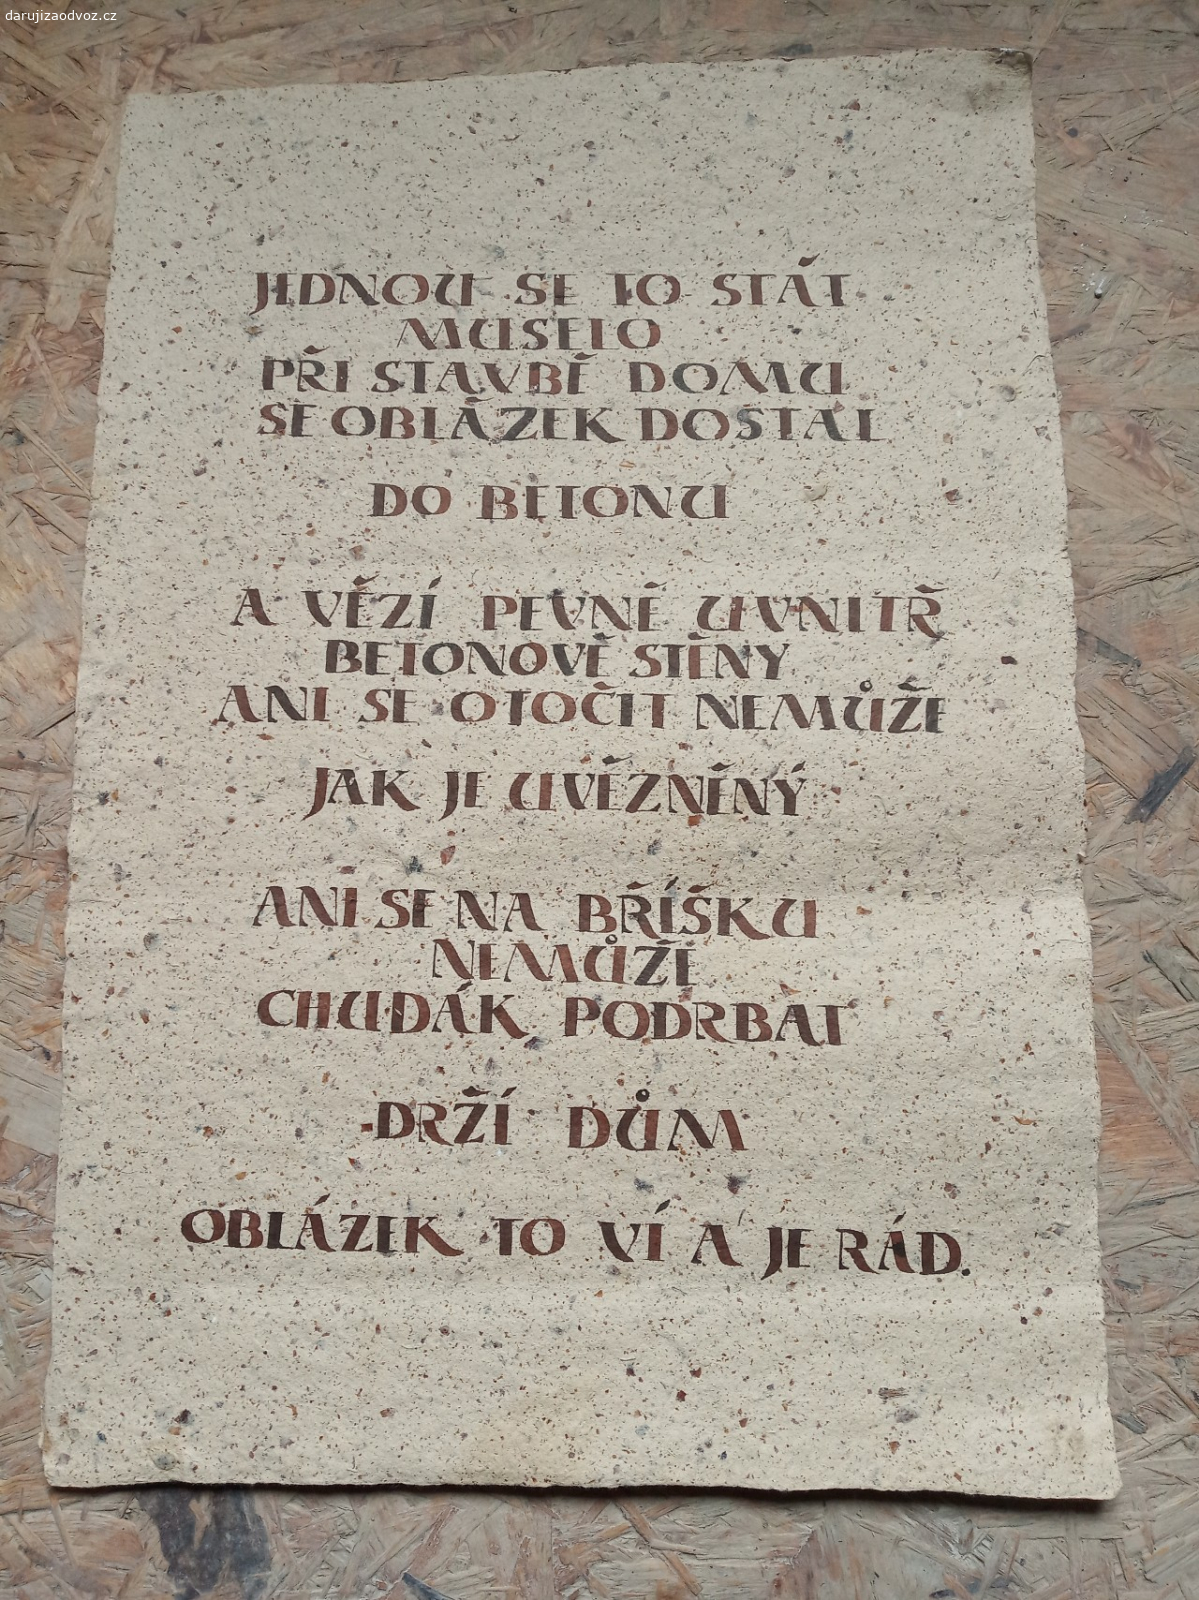 darujizaodvoz.cz
JEDNOU SE TO STÁT
MUSELO
PŘI STAVBĚ DOMU
SE OBLÁZEK DOSTAL
DO BETONU
A VĚZÍ PEVNĚ UVNITŘ
BETONOVÉ STĚNY
ANI SE OTOČIT NEMŮŽE
JAK JE UVĚZNĚNÝ
ANI SE NA BŘÍŠKU
NEMŮŽE
CHUDÁK PODRBAT
DRŽÍ DŮM
OBLÁZEK TO VÍ A JE RÁD.